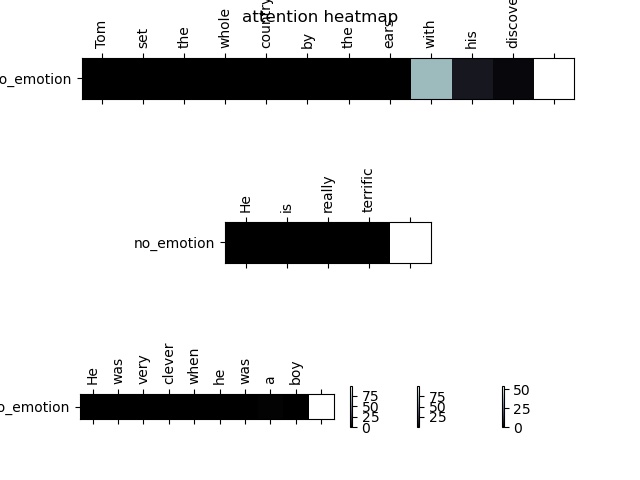 attention heatmap
Tom set the whole country by the ears with his discove
o_emotion
He is really terrific
no_emotion
He was very clever when he was a boy
o_emotion
75 50 25 0
75 50 25
50 25 0